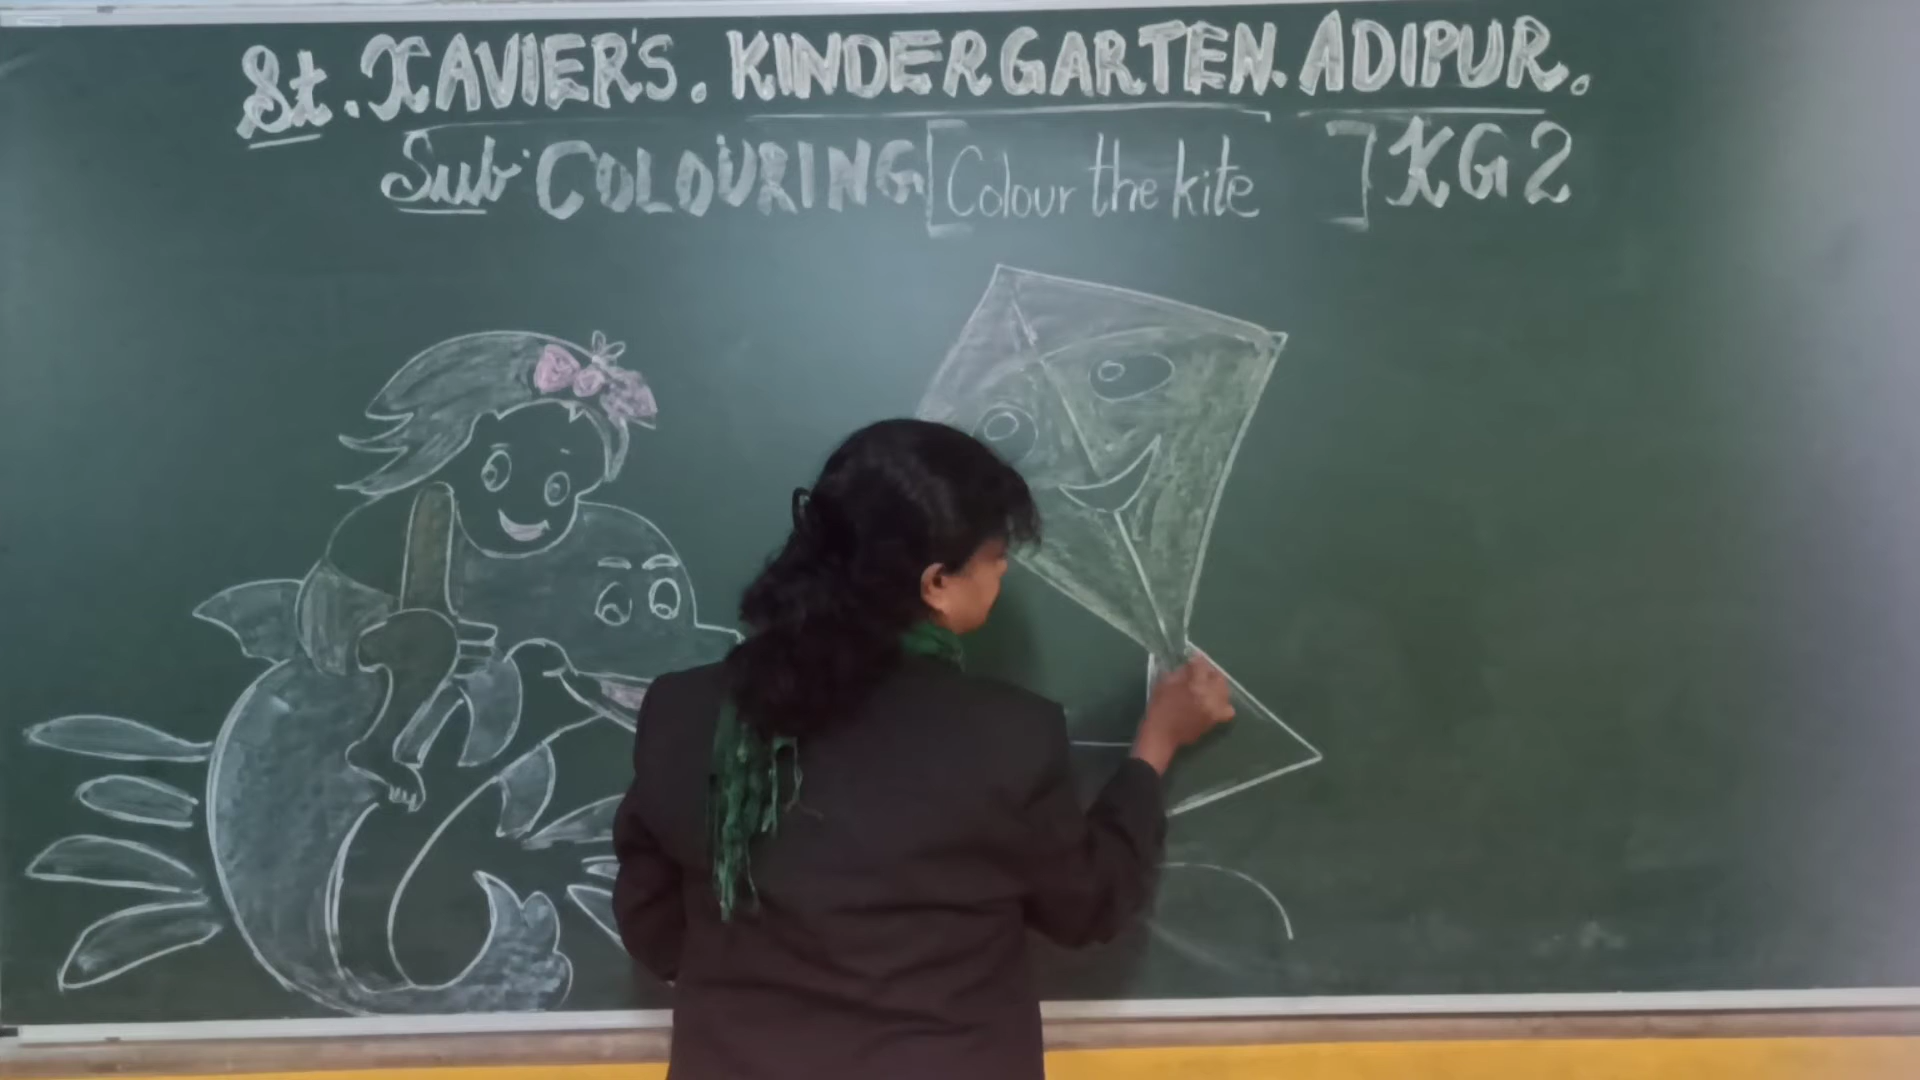 St. XAVIER'S. KINDERGARTEN. ADIPUR.
Sub: COLOURING [Colour the kite ] KG 2